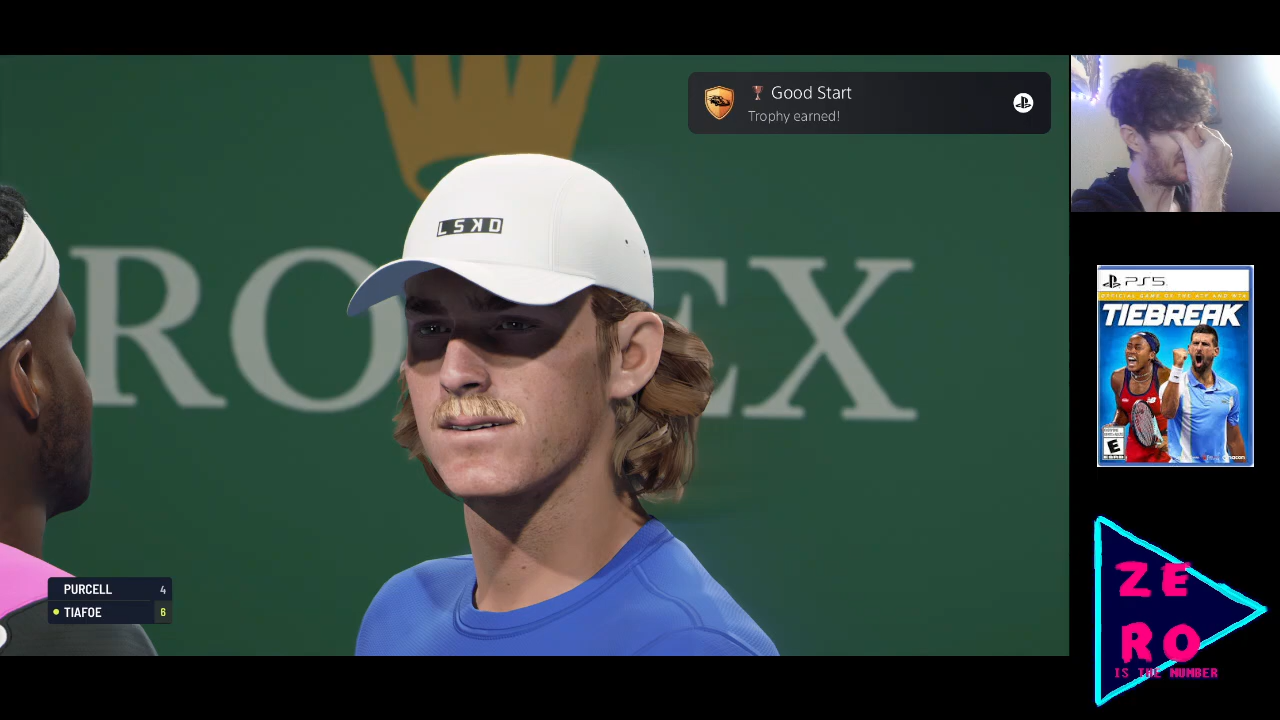 Good Start
Trophy earned!
LSKD
ROLEX
PURCELL 4
TIAFOE 6
PS5
OFFICIAL GAME OF THE ATP AND WTA
TIEBREAK
E
ZE
RO
IS THE NUMBER